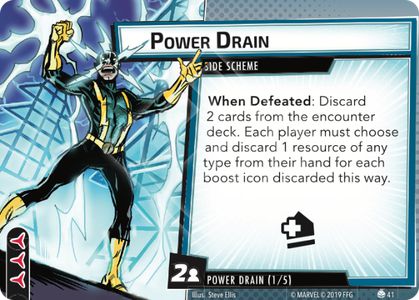 POWER DRAIN
SIDE SCHEME
When Defeated: Discard
2 cards from the encounter
deck. Each player must choose
and discard 1 resource of any
type from their hand for each
boost icon discarded this way.
2
POWER DRAIN (1/5)
Illus. Steve Ellis
© MARVEL © 2019 FFG
41